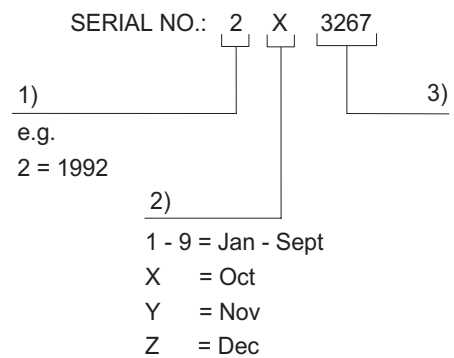 SERIAL NO.: 2 X 3267
1)
3)
e.g.
2 = 1992
2)
1 - 9 = Jan - Sept
X = Oct
Y = Nov
Z = Dec